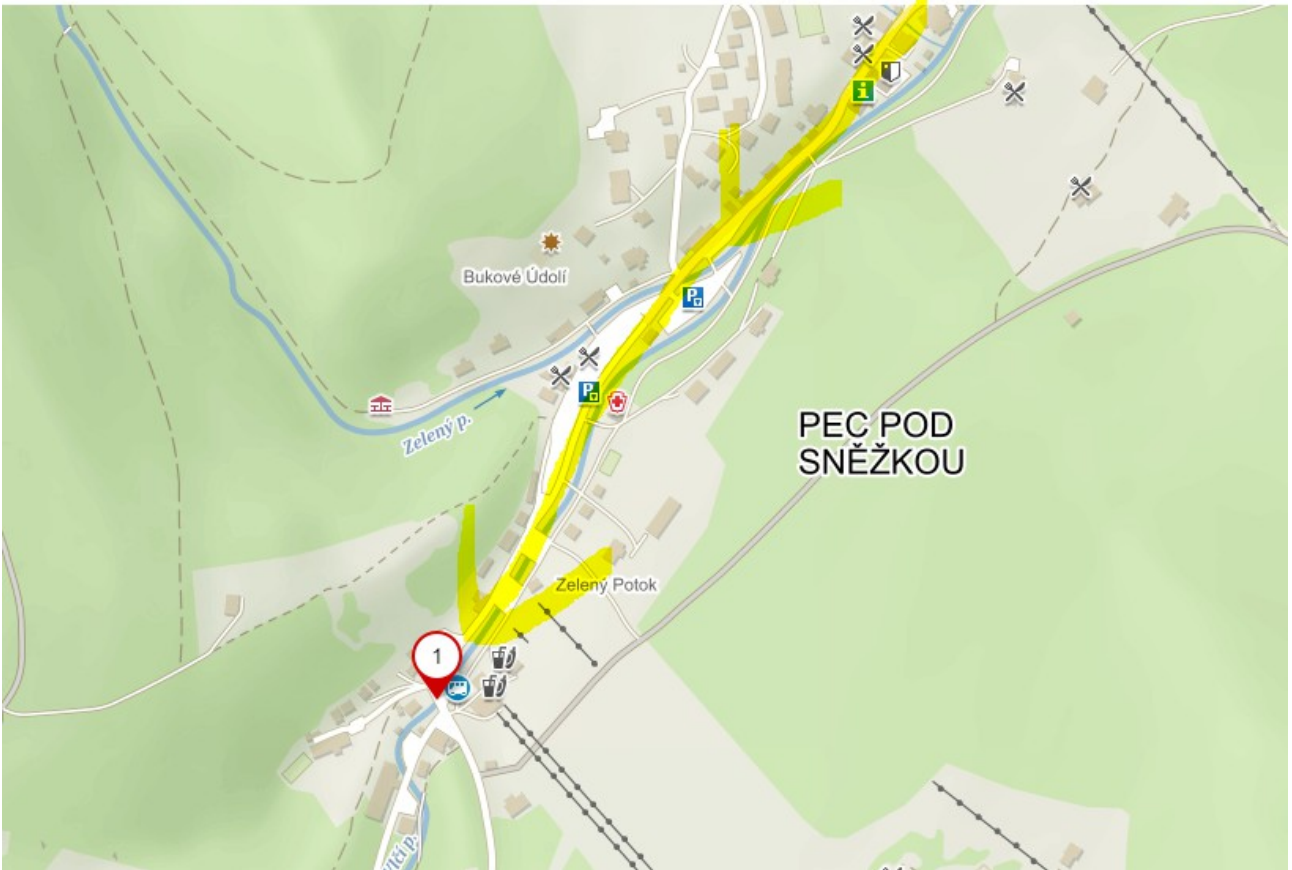 i
Bukové Údolí
P
P
Zelený p.
PEC POD
SNĚŽKOU
Zelený Potok
1
Vlčí p.